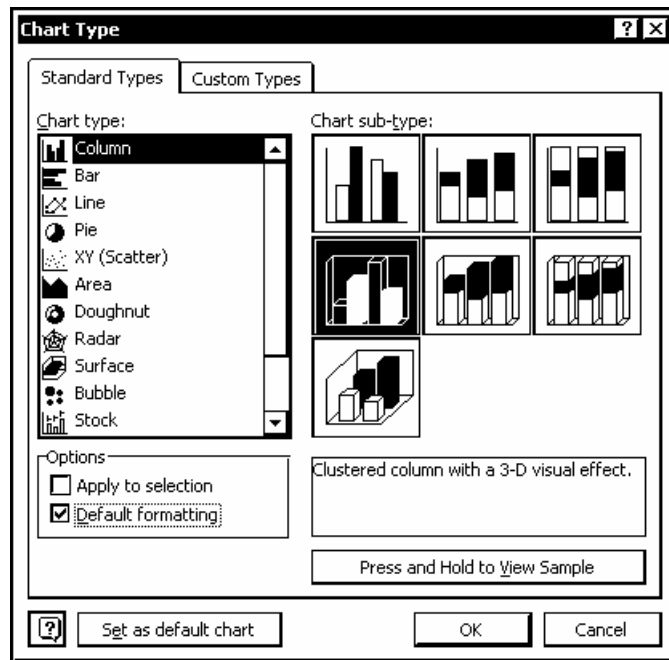 Chart Type
Standard Types
Custom Types
Chart type:
Column
Bar
Line
Pie
XY (Scatter)
Area
Doughnut
Radar
Surface
Bubble
Stock
Chart sub-type:
Options
Apply to selection
Default formatting
Clustered column with a 3-D visual effect.
Press and Hold to View Sample
Set as default chart
OK
Cancel